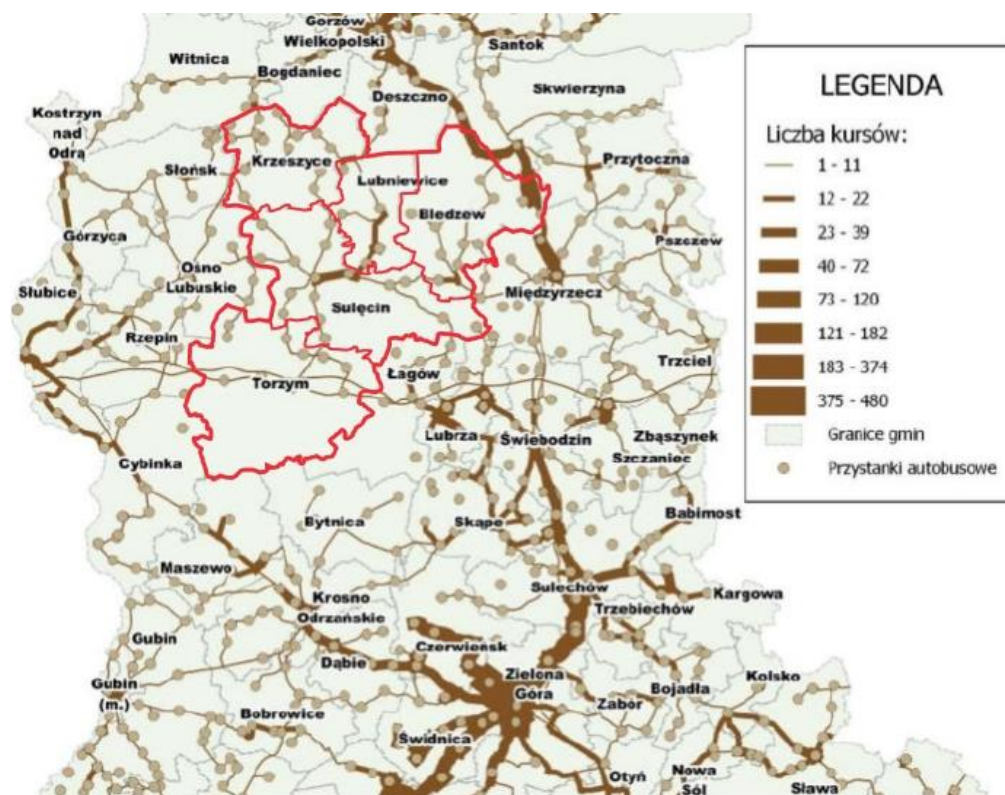 Gorzów
Wielkopolski
Santok
Witnica
Bogdaniec
Deszczno
Skwierzyna
Kostrzyn
nad
Odrą
Krzeszyce
Przytoczna
Słońsk
Lubniewice
Bledzew
Górzyca
Pszczew
Ośno
Lubuskie
Słubice
Międzyrzecz
Sulęcin
Rzepin
Trzciel
Łagów
Torzym
Lubrza
Świebodzin
Zbąszynek
Szczaniec
Cybinka
Babimost
Bytnica
Skąpe
Maszewo
Sulechów
Kargowa
Krosno
Odrzańskie
Trzebiechów
Gubin
Czerwieńsk
Dąbie
Zielona
Góra
Kolsko
Gubin
(m.)
Bojadła
Zabór
Bobrowice
Świdnica
Otyń
Nowa
Sól
Sława
LEGENDA
Liczba kursów:
1 - 11
12 - 22
23 - 39
40 - 72
73 - 120
121 - 182
183 - 374
375 - 480
Granice gmin
Przystanki autobusowe